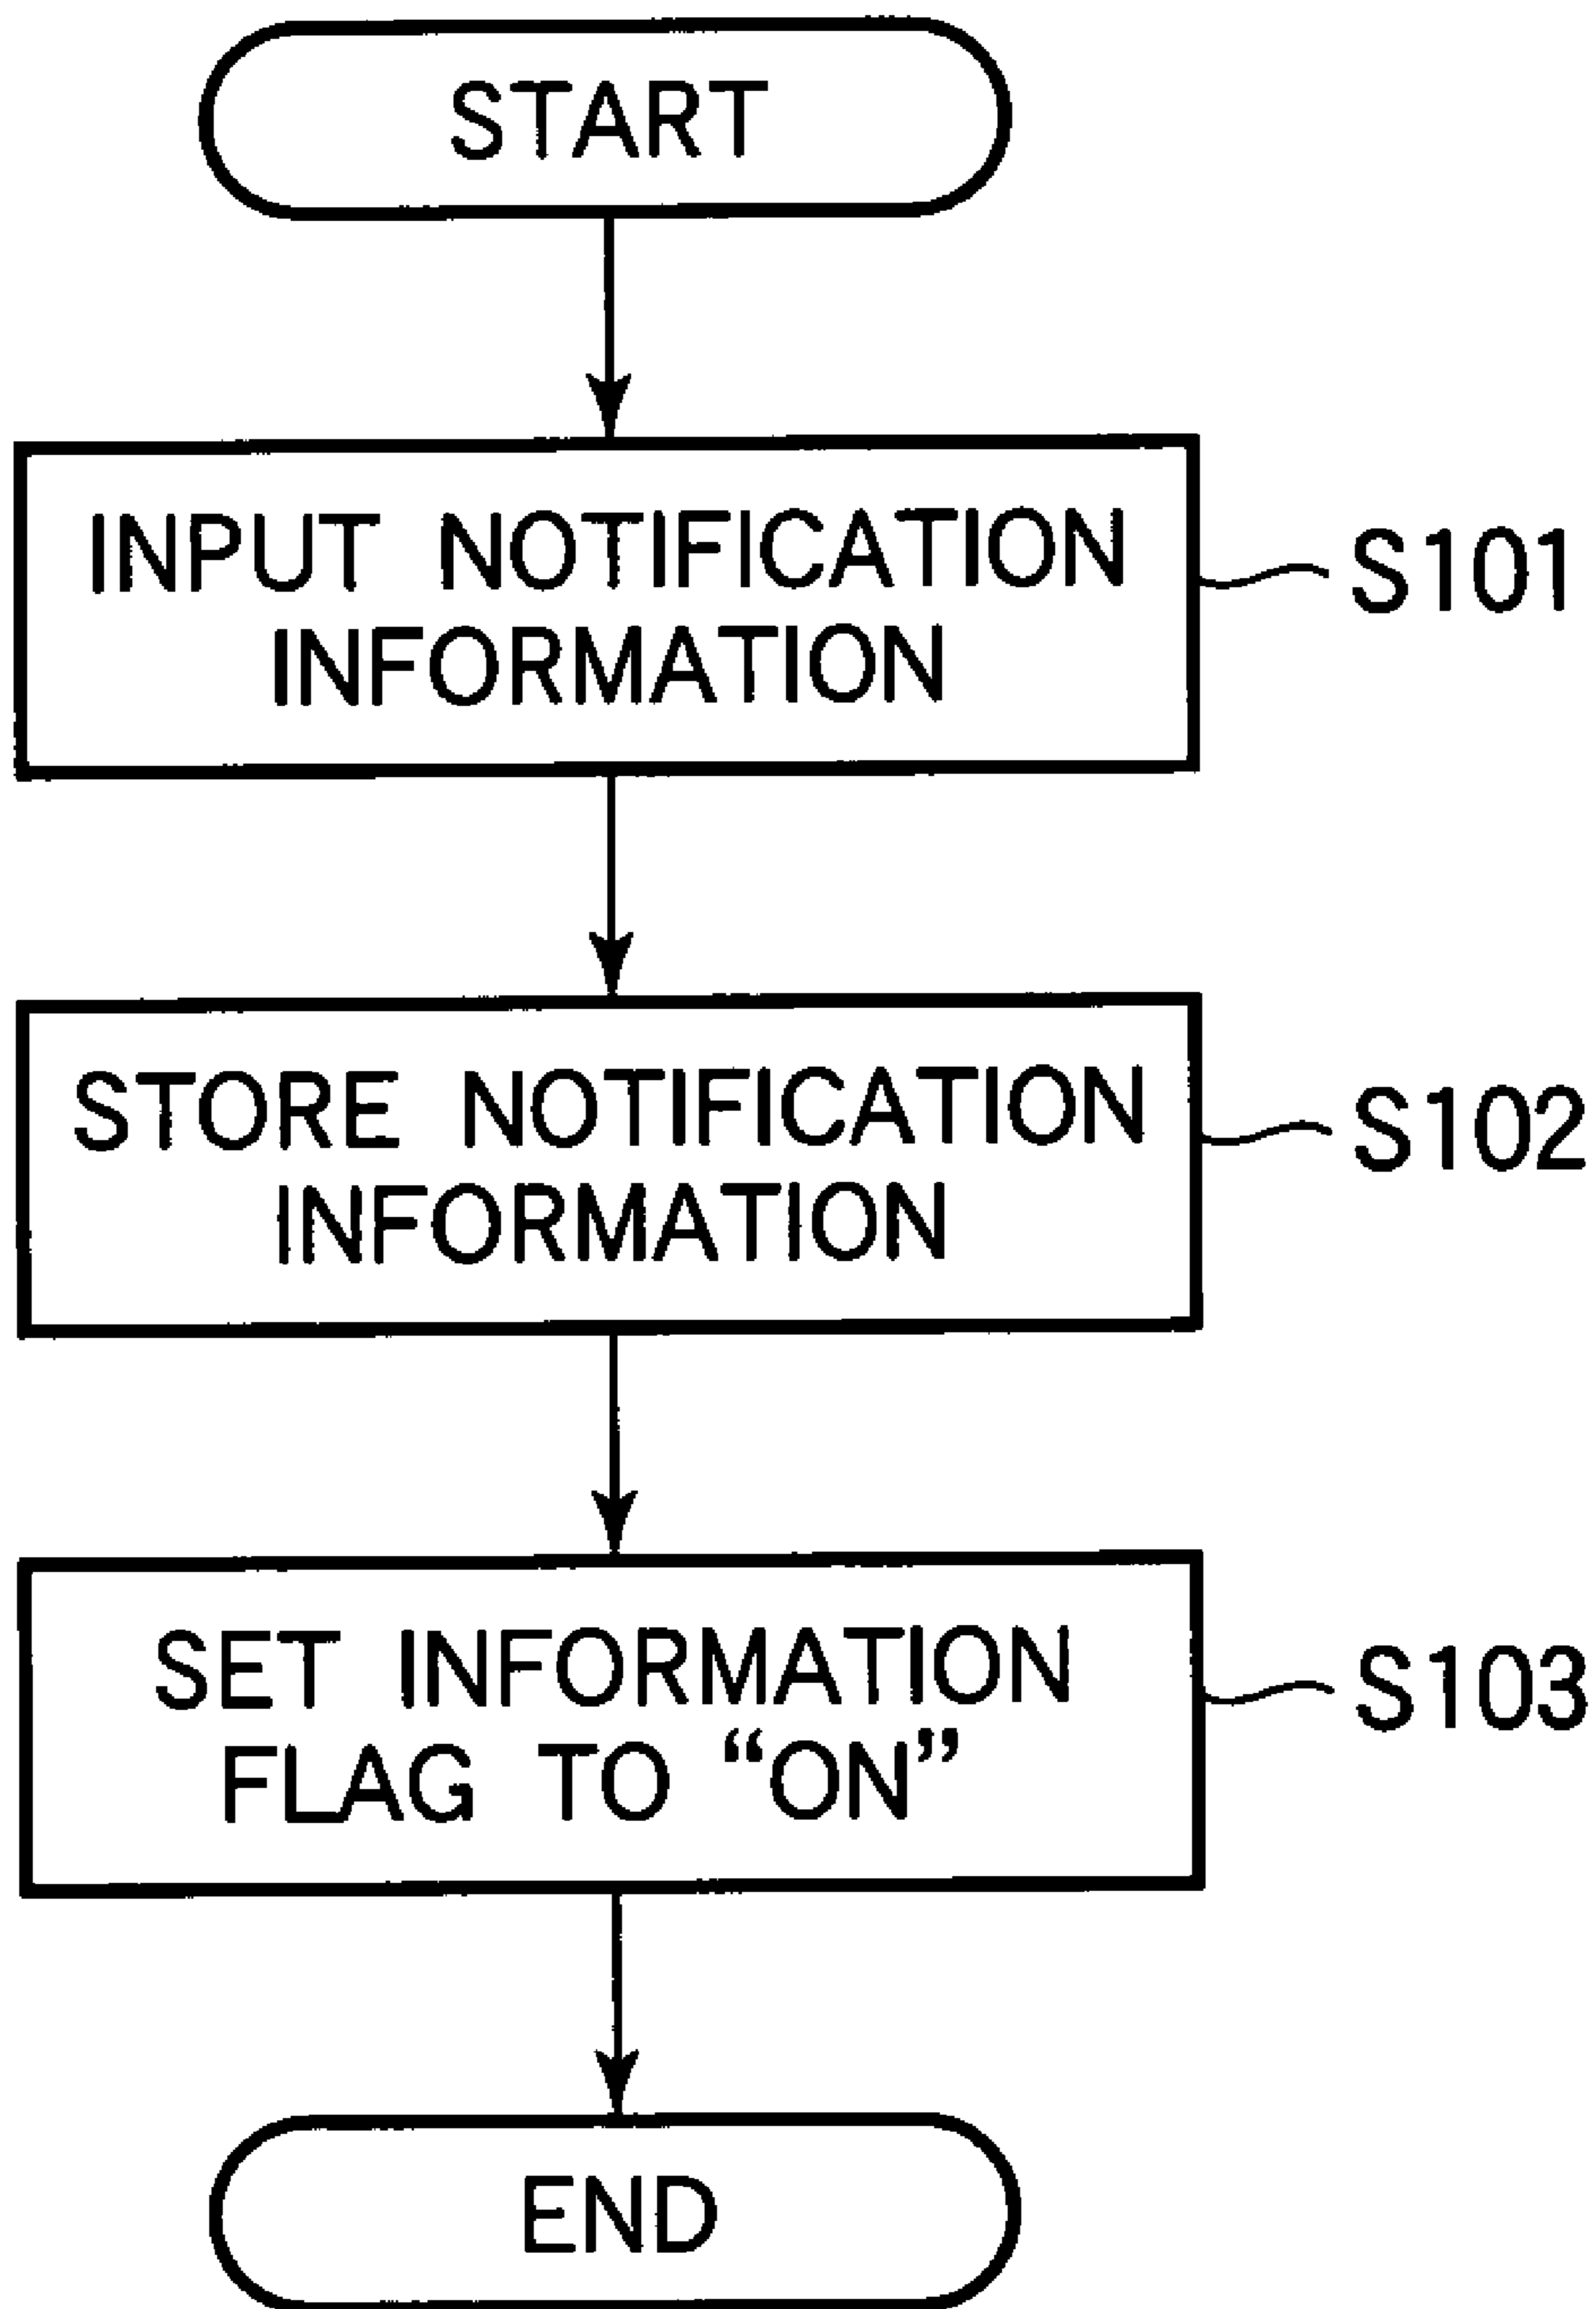 START
INPUT NOTIFICATION
INFORMATION
S101
STORE NOTIFICATION
INFORMATION
S102
SET INFORMATION
FLAG TO “ON”
S103
END